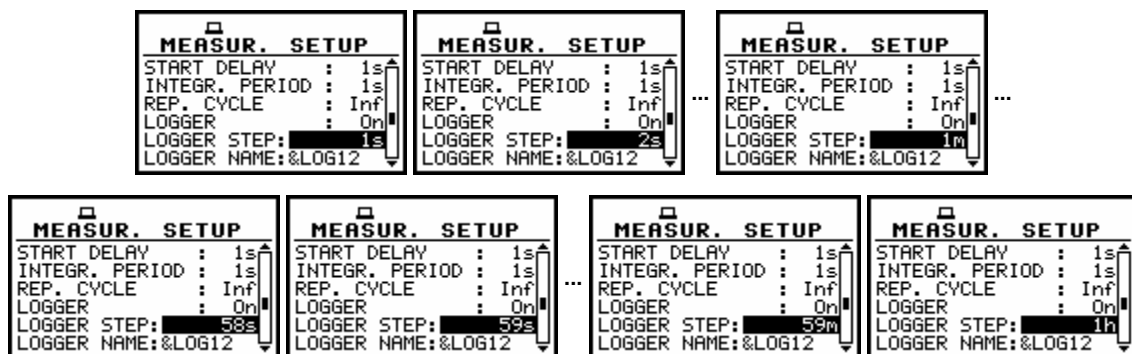 MEASUR. SETUP
START DELAY : 1s
INTEGR. PERIOD : 1s
REP. CYCLE : Inf
LOGGER : On
LOGGER STEP: 1s
LOGGER NAME:&LOG12
MEASUR. SETUP
START DELAY : 1s
INTEGR. PERIOD : 1s
REP. CYCLE : Inf
LOGGER : On
LOGGER STEP: 2s
LOGGER NAME:&LOG12
...
MEASUR. SETUP
START DELAY : 1s
INTEGR. PERIOD : 1s
REP. CYCLE : Inf
LOGGER : On
LOGGER STEP: 1m
LOGGER NAME:&LOG12
...
MEASUR. SETUP
START DELAY : 1s
INTEGR. PERIOD : 1s
REP. CYCLE : Inf
LOGGER : On
LOGGER STEP: 58s
LOGGER NAME:&LOG12
MEASUR. SETUP
START DELAY : 1s
INTEGR. PERIOD : 1s
REP. CYCLE : Inf
LOGGER : On
LOGGER STEP: 59s
LOGGER NAME:&LOG12
...
MEASUR. SETUP
START DELAY : 1s
INTEGR. PERIOD : 1s
REP. CYCLE : Inf
LOGGER : On
LOGGER STEP: 59m
LOGGER NAME:&LOG12
MEASUR. SETUP
START DELAY : 1s
INTEGR. PERIOD : 1s
REP. CYCLE : Inf
LOGGER : On
LOGGER STEP: 1h
LOGGER NAME:&LOG12